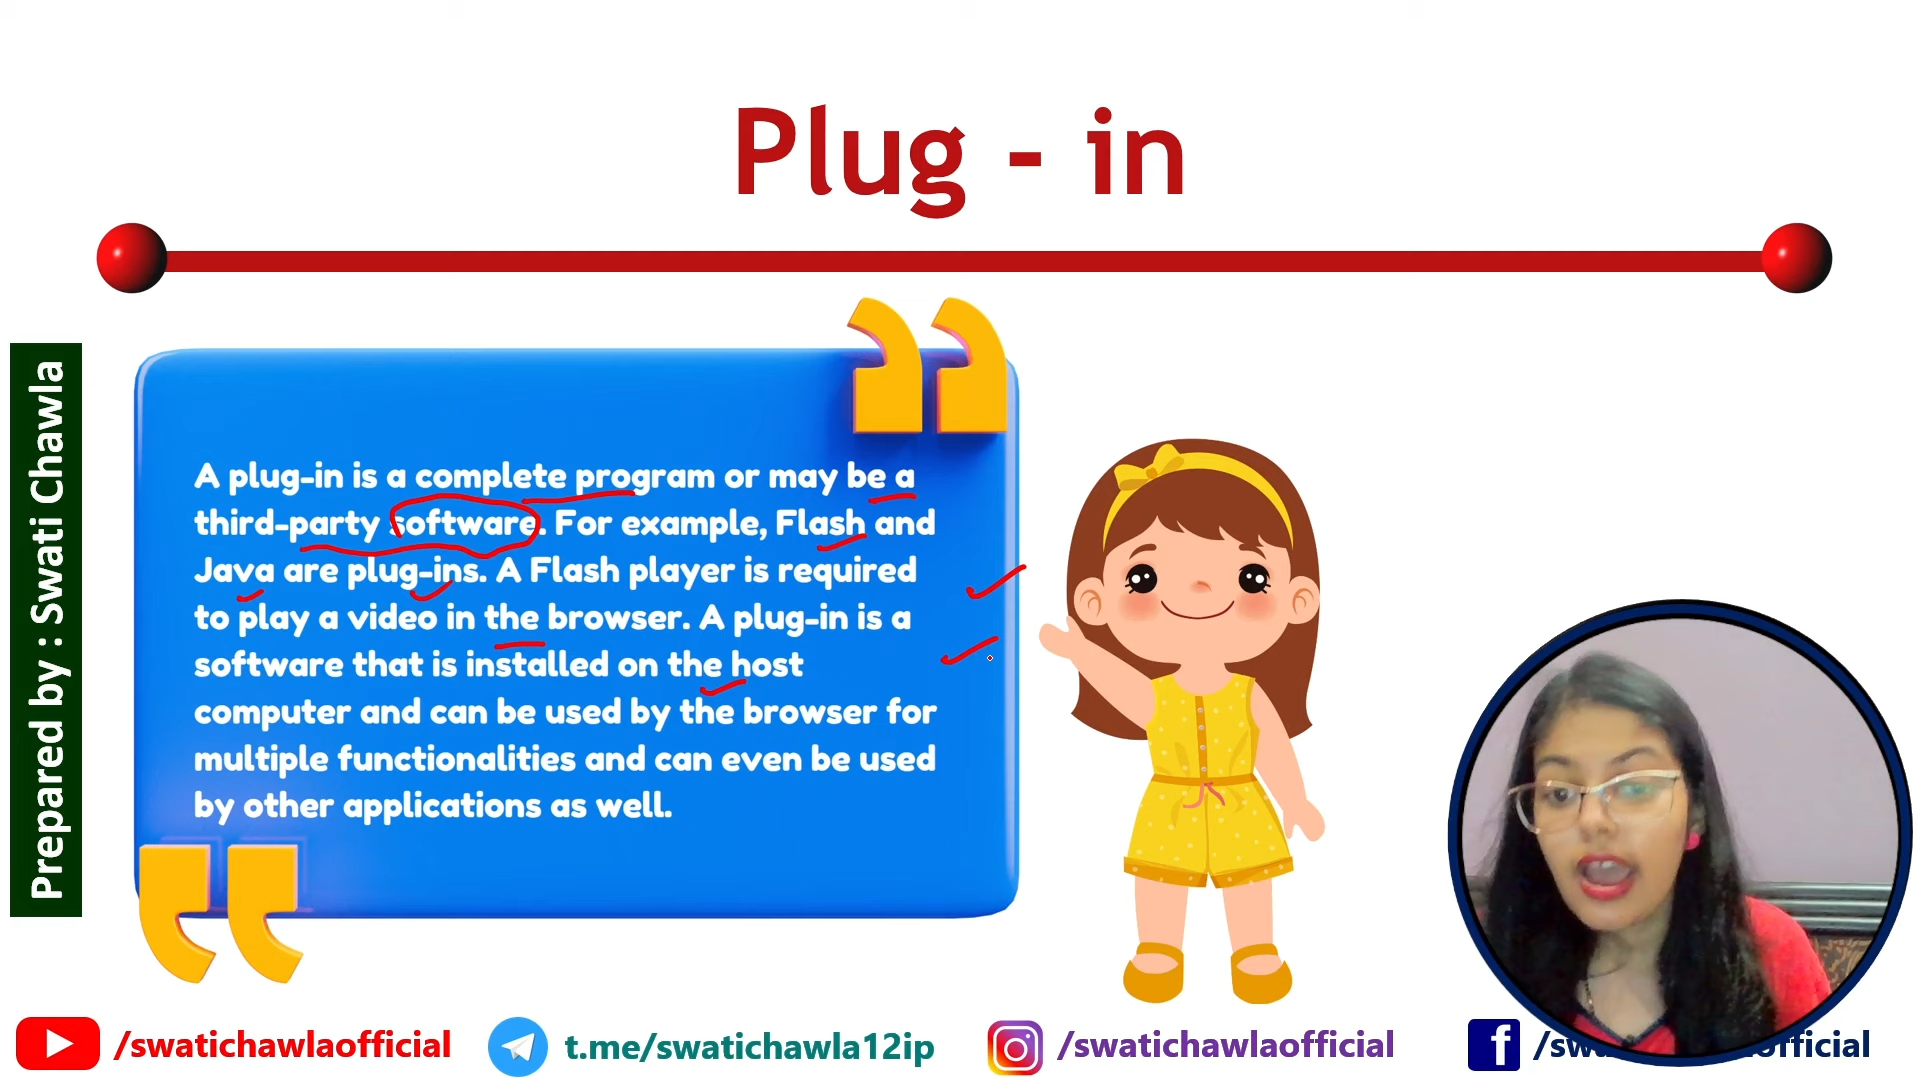 Plug - in
Prepared by : Swati Chawla
A plug-in is a complete program or may be a
third-party software. For example, Flash and
Java are plug-ins. A Flash player is required
to play a video in the browser. A plug-in is a
software that is installed on the host
computer and can be used by the browser for
multiple functionalities and can even be used
by other applications as well.
/swatichawlaofficial
t.me/swatichawla12ip
/swatichawlaofficial